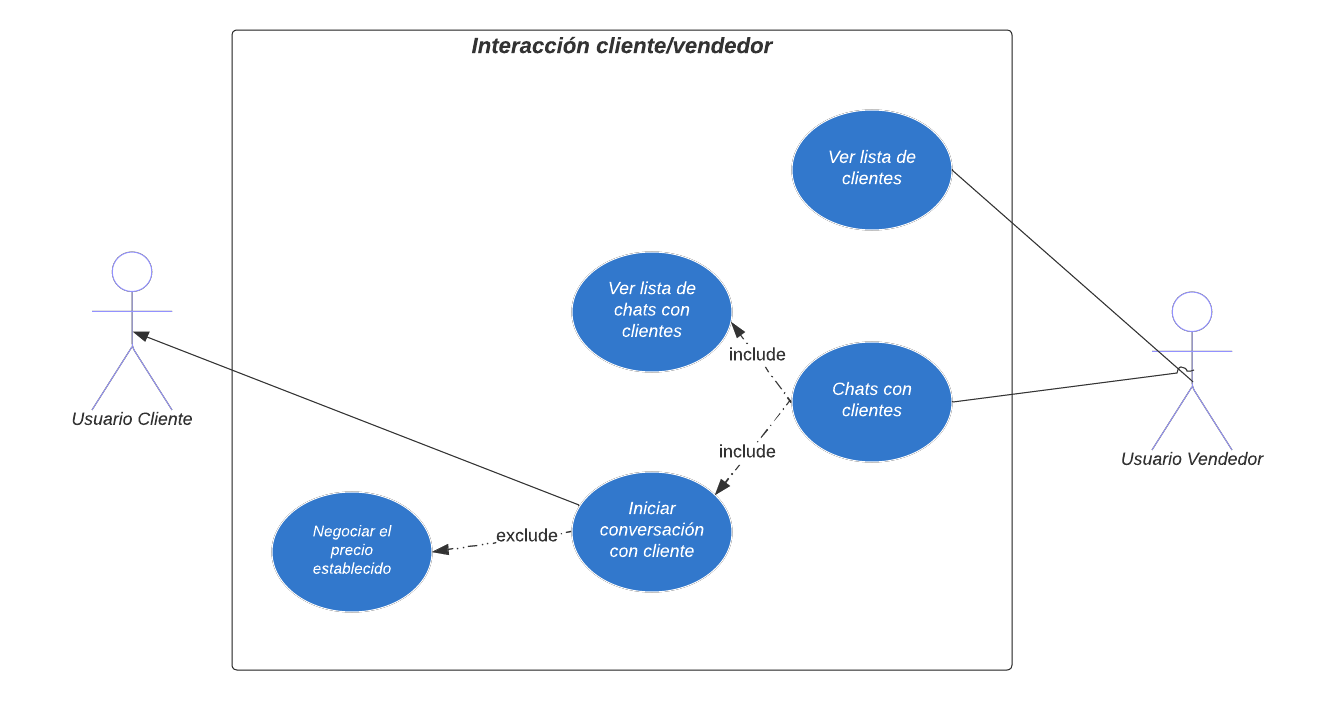 Interacción cliente/vendedor
Ver lista de
clientes
Ver lista de
chats con
clientes
include
Chats con
clientes
Usuario Cliente
include
Usuario Vendedor
Iniciar
conversación
con cliente
exclude
Negociar el
precio
establecido